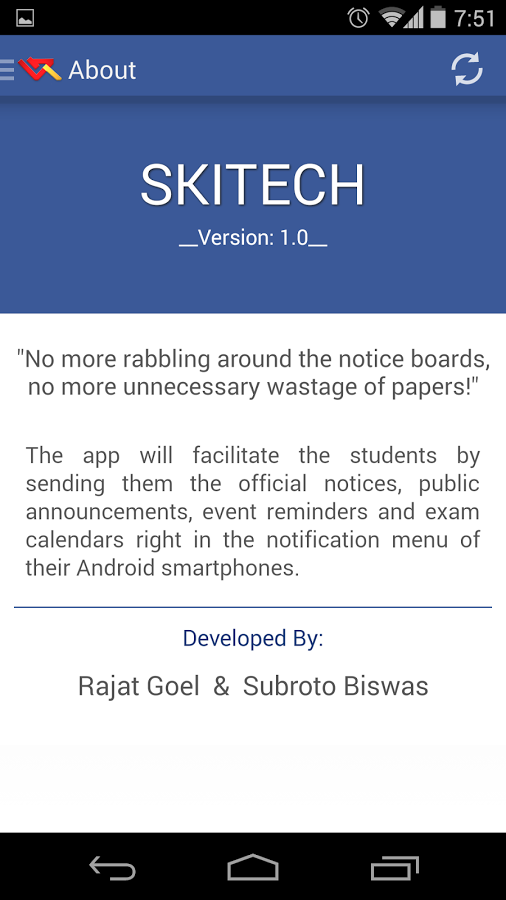 7:51
About
SKITECH
__Version: 1.0__
"No more rabbling around the notice boards,
no more unnecessary wastage of papers!"
The app will facilitate the students by
sending them the official notices, public
announcements, event reminders and exam
calendars right in the notification menu of
their Android smartphones.
Developed By:
Rajat Goel & Subroto Biswas